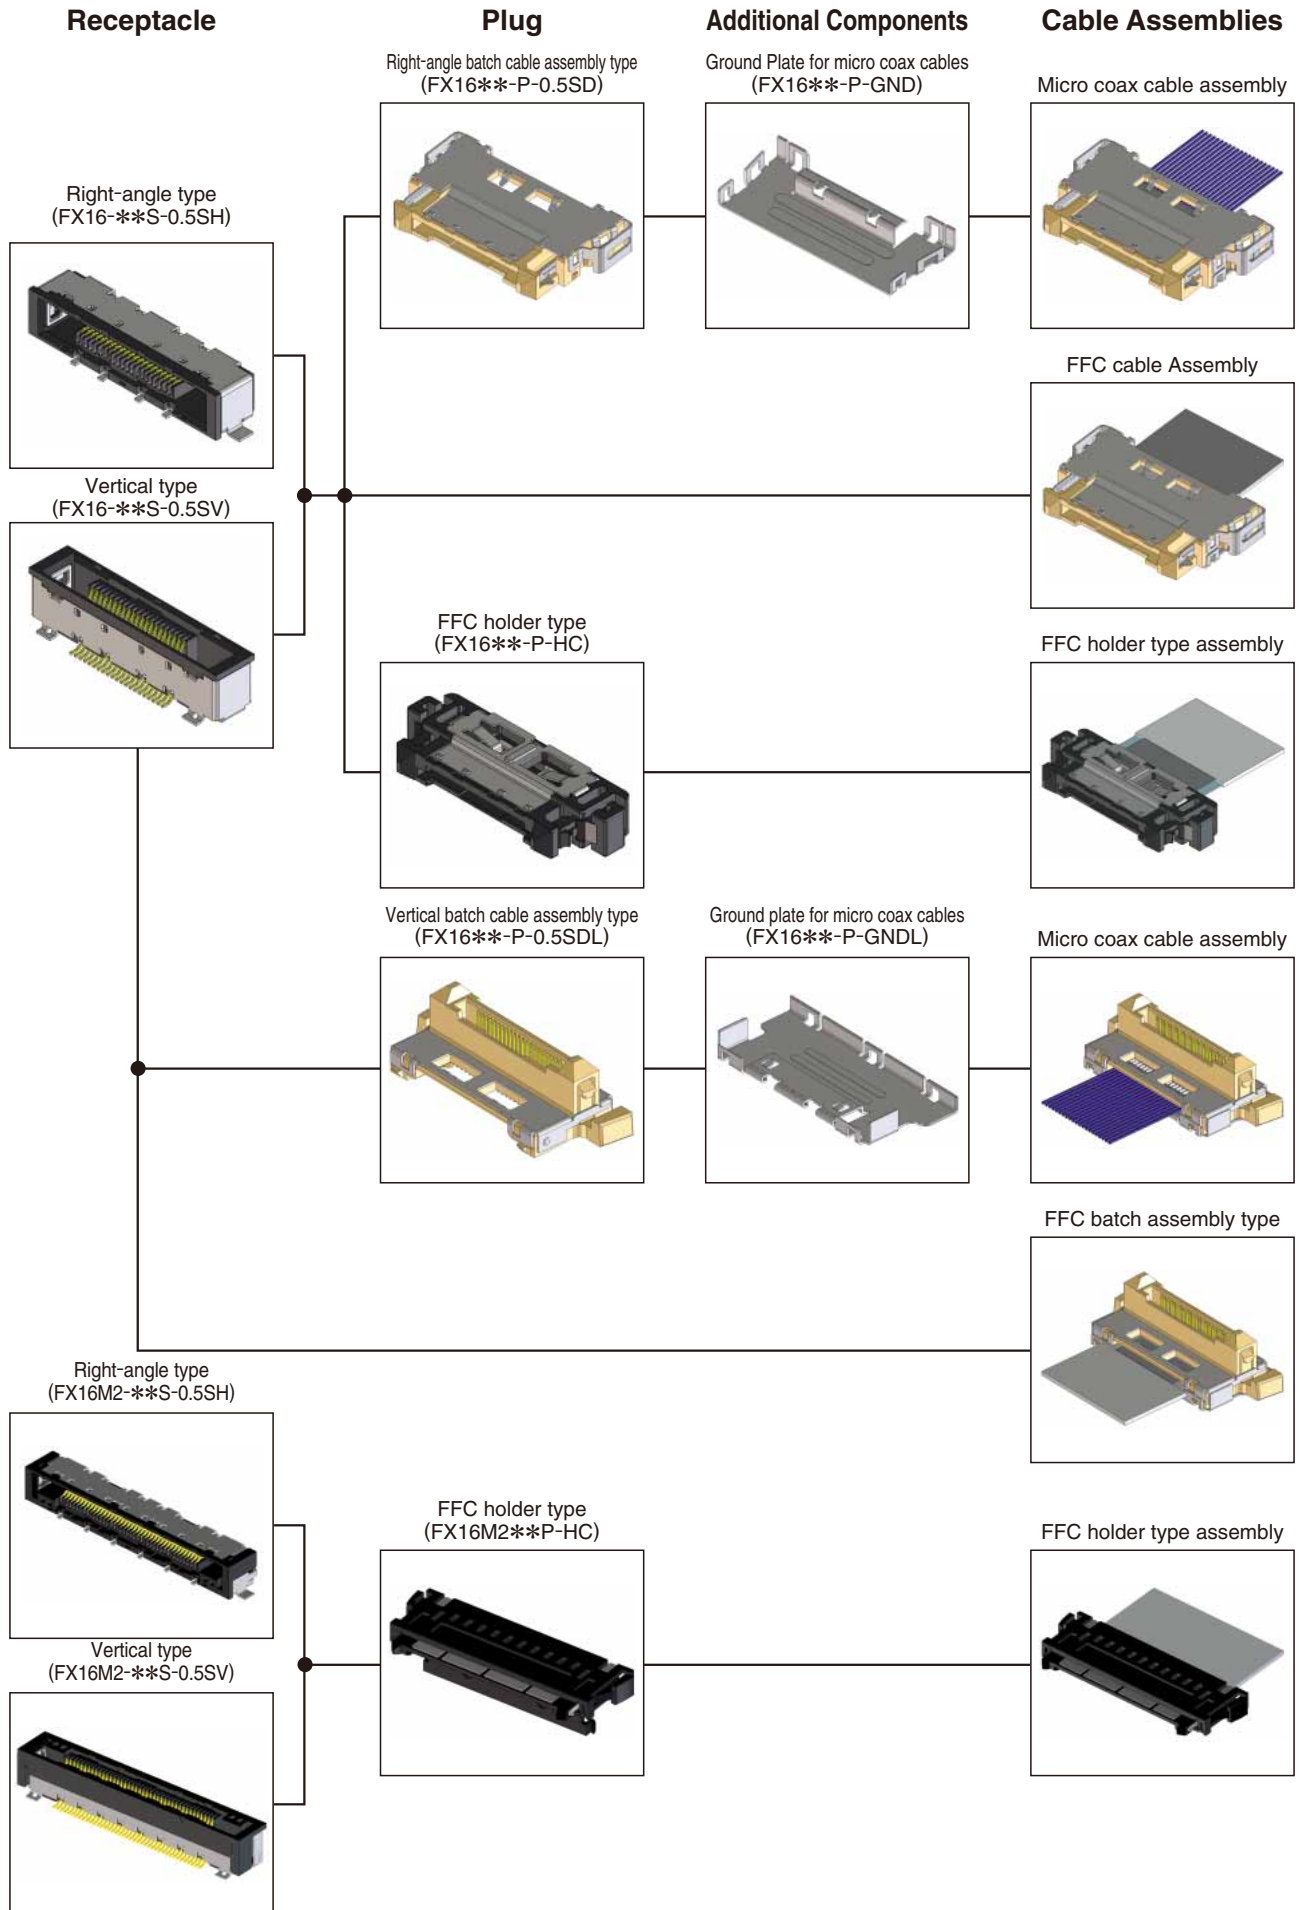 Receptacle
Plug
Additional Components
Cable Assemblies
Right-angle batch cable assembly type
(FX16**-P-0.5SD)
Ground Plate for micro coax cables
(FX16**-P-GND)
Micro coax cable assembly
Right-angle type
(FX16-**S-0.5SH)
FFC cable Assembly
Vertical type
(FX16-**S-0.5SV)
FFC holder type
(FX16**-P-HC)
FFC holder type assembly
Vertical batch cable assembly type
(FX16**-P-0.5SDL)
Ground plate for micro coax cables
(FX16**-P-GNDL)
Micro coax cable assembly
FFC batch assembly type
Right-angle type
(FX16M2-**S-0.5SH)
FFC holder type
(FX16M2**P-HC)
FFC holder type assembly
Vertical type
(FX16M2-**S-0.5SV)